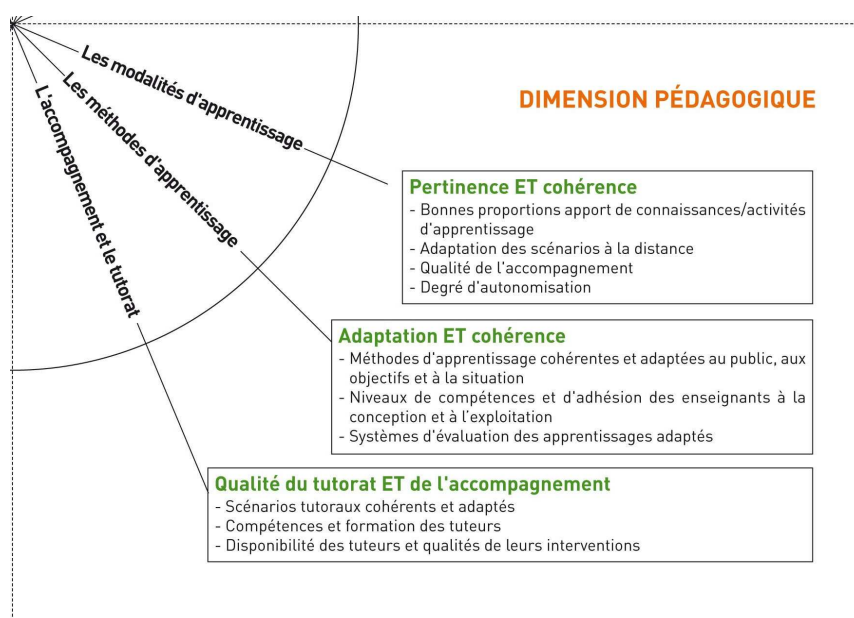 DIMENSION PÉDAGOGIQUE
Les modalités d'apprentissage
Les méthodes d'apprentissage
L'accompagnement et le tutorat
Pertinence ET cohérence
- Bonnes proportions apport de connaissances/activités
d'apprentissage
- Adaptation des scénarios à la distance
- Qualité de l'accompagnement
- Degré d'autonomisation
Adaptation ET cohérence
- Méthodes d'apprentissage cohérentes et adaptées au public, aux
objectifs et à la situation
- Niveaux de compétences et d'adhésion des enseignants à la
conception et à l'exploitation
- Systèmes d'évaluation des apprentissages adaptés
Qualité du tutorat ET de l'accompagnement
- Scénarios tutoraux cohérents et adaptés
- Compétences et formation des tuteurs
- Disponibilité des tuteurs et qualités de leurs interventions